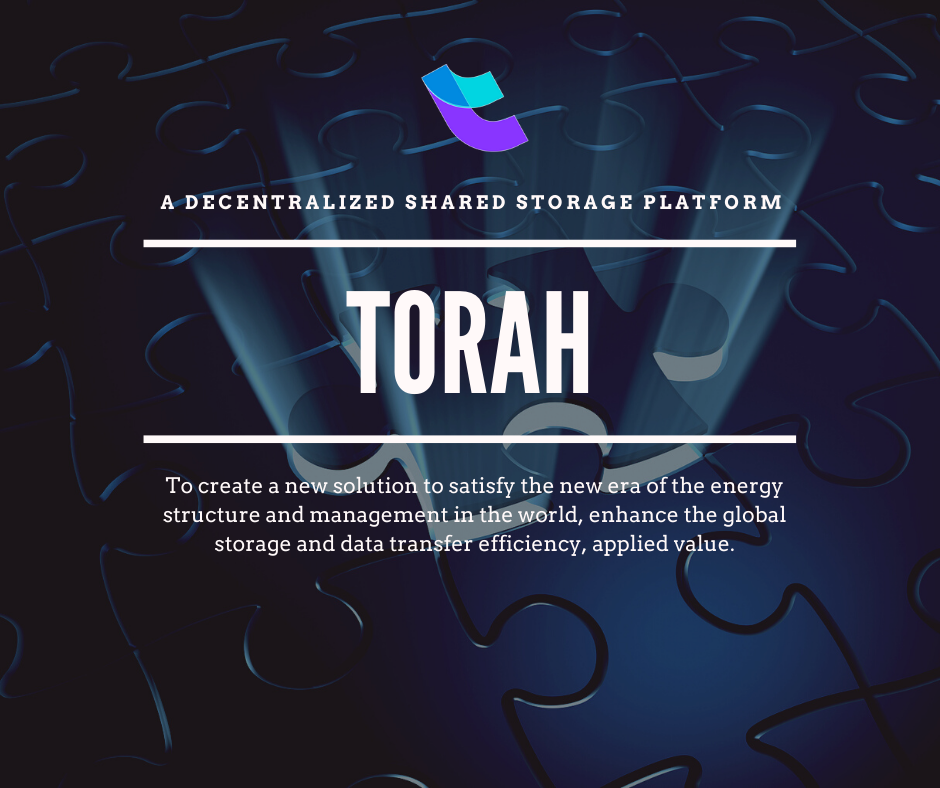 A DECENTRALIZED SHARED STORAGE PLATFORM
TORAH
To create a new solution to satisfy the new era of the energy
structure and management in the world, enhance the global
storage and data transfer efficiency, applied value.